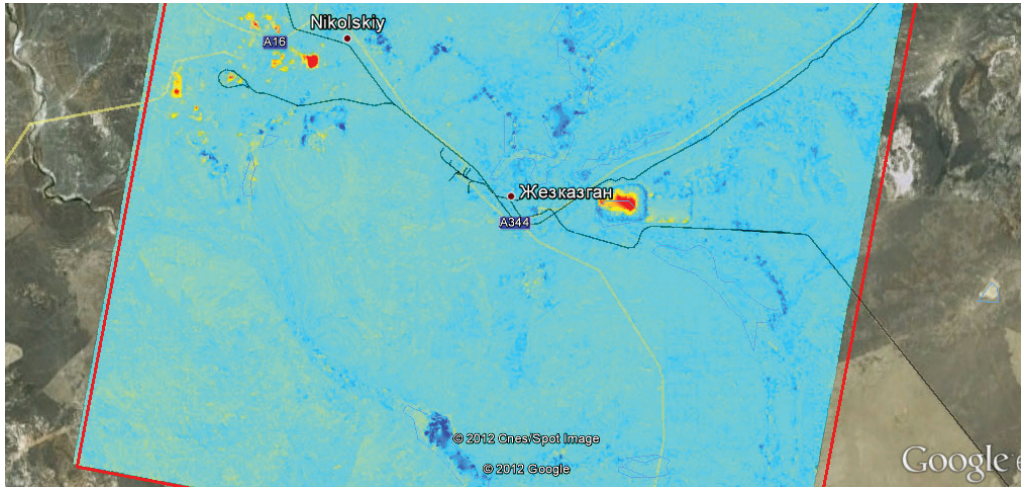 Nikolskiy
A16
Жезказган
A344
© 2012 Cnes/Spot Image
© 2012 Google
Google e